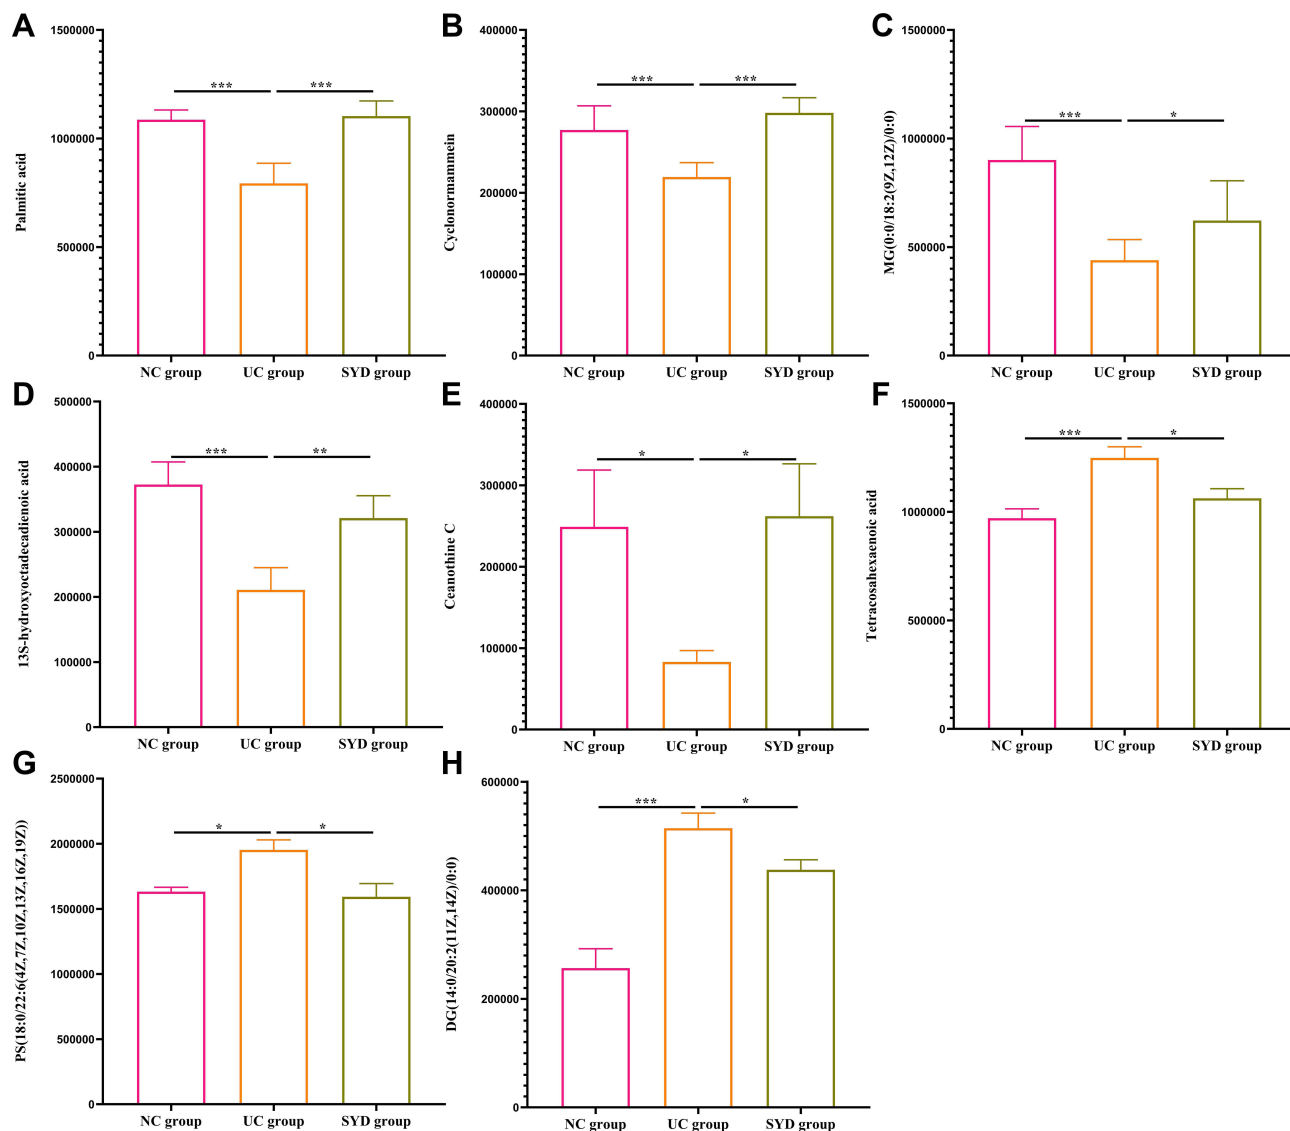 A
Palmitic acid
1500000
1000000
500000
0
***
***
NC group
UC group
SYD group
B
Cyclonormammein
400000
300000
200000
100000
0
***
***
NC group
UC group
SYD group
C
MG(0:0/18:2(9Z,12Z)/0:0)
1500000
1000000
500000
0
***
*
NC group
UC group
SYD group
D
13S-hydroxyoctadecadienoic acid
500000
400000
300000
200000
100000
0
***
**
NC group
UC group
SYD group
E
Ceanothine C
400000
300000
200000
100000
0
*
*
NC group
UC group
SYD group
F
Tetracosahexaenoic acid
1500000
1000000
500000
0
***
*
NC group
UC group
SYD group
G
PS(18:0/22:6(4Z,7Z,10Z,13Z,16Z,19Z))
2500000
2000000
1500000
1000000
500000
0
*
*
NC group
UC group
SYD group
H
DG(14:0/20:2(11Z,14Z)/0:0)
600000
400000
200000
0
***
*
NC group
UC group
SYD group